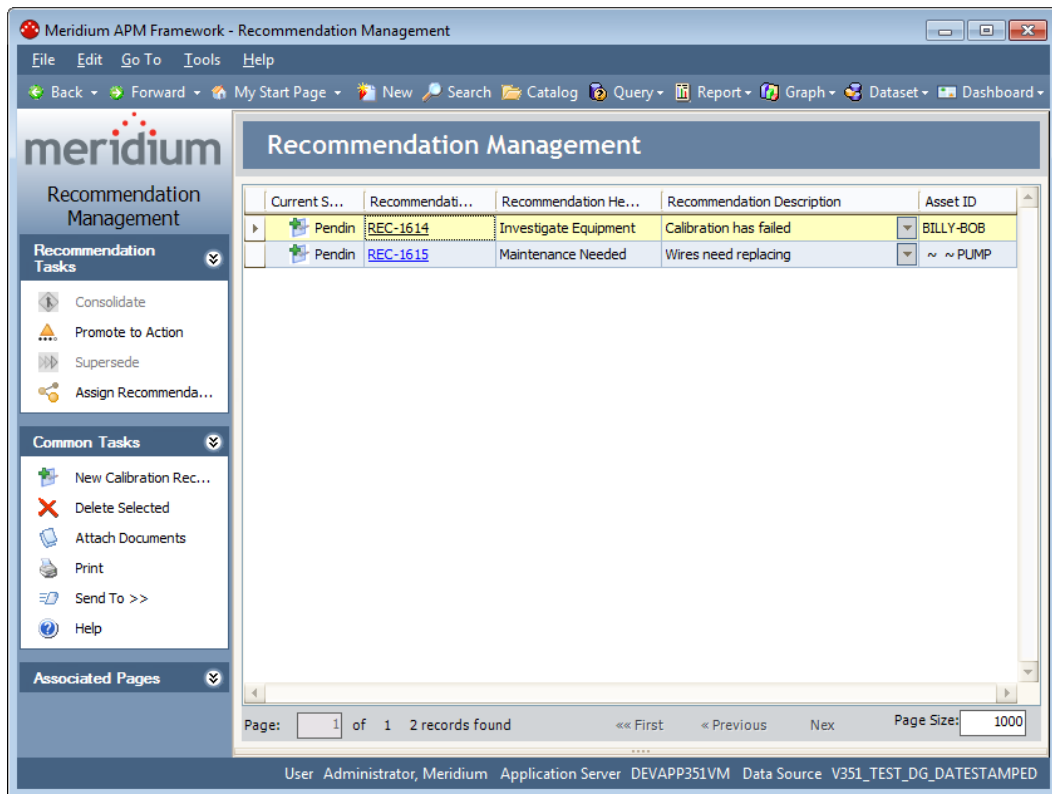 Meridium APM Framework - Recommendation Management
File Edit Go To Tools Help
Back Forward My Start Page New Search Catalog Query Report Graph Dataset Dashboard
meridium
Recommendation Management
Recommendation
Management
Recommendation
Tasks
Consolidate
Promote to Action
Supersede
Assign Recommenda...
Common Tasks
New Calibration Rec...
Delete Selected
Attach Documents
Print
Send To >>
Help
Associated Pages
Current S... Recommendati... Recommendation He... Recommendation Description Asset ID
Pendin REC-1614 Investigate Equipment Calibration has failed BILLY-BOB
Pendin REC-1615 Maintenance Needed Wires need replacing ~ ~ PUMP
Page: 1 of 1 2 records found «« First « Previous Nex Page Size: 1000
User Administrator, Meridium Application Server DEVAPP351VM Data Source V351_TEST_DG_DATESTAMPED